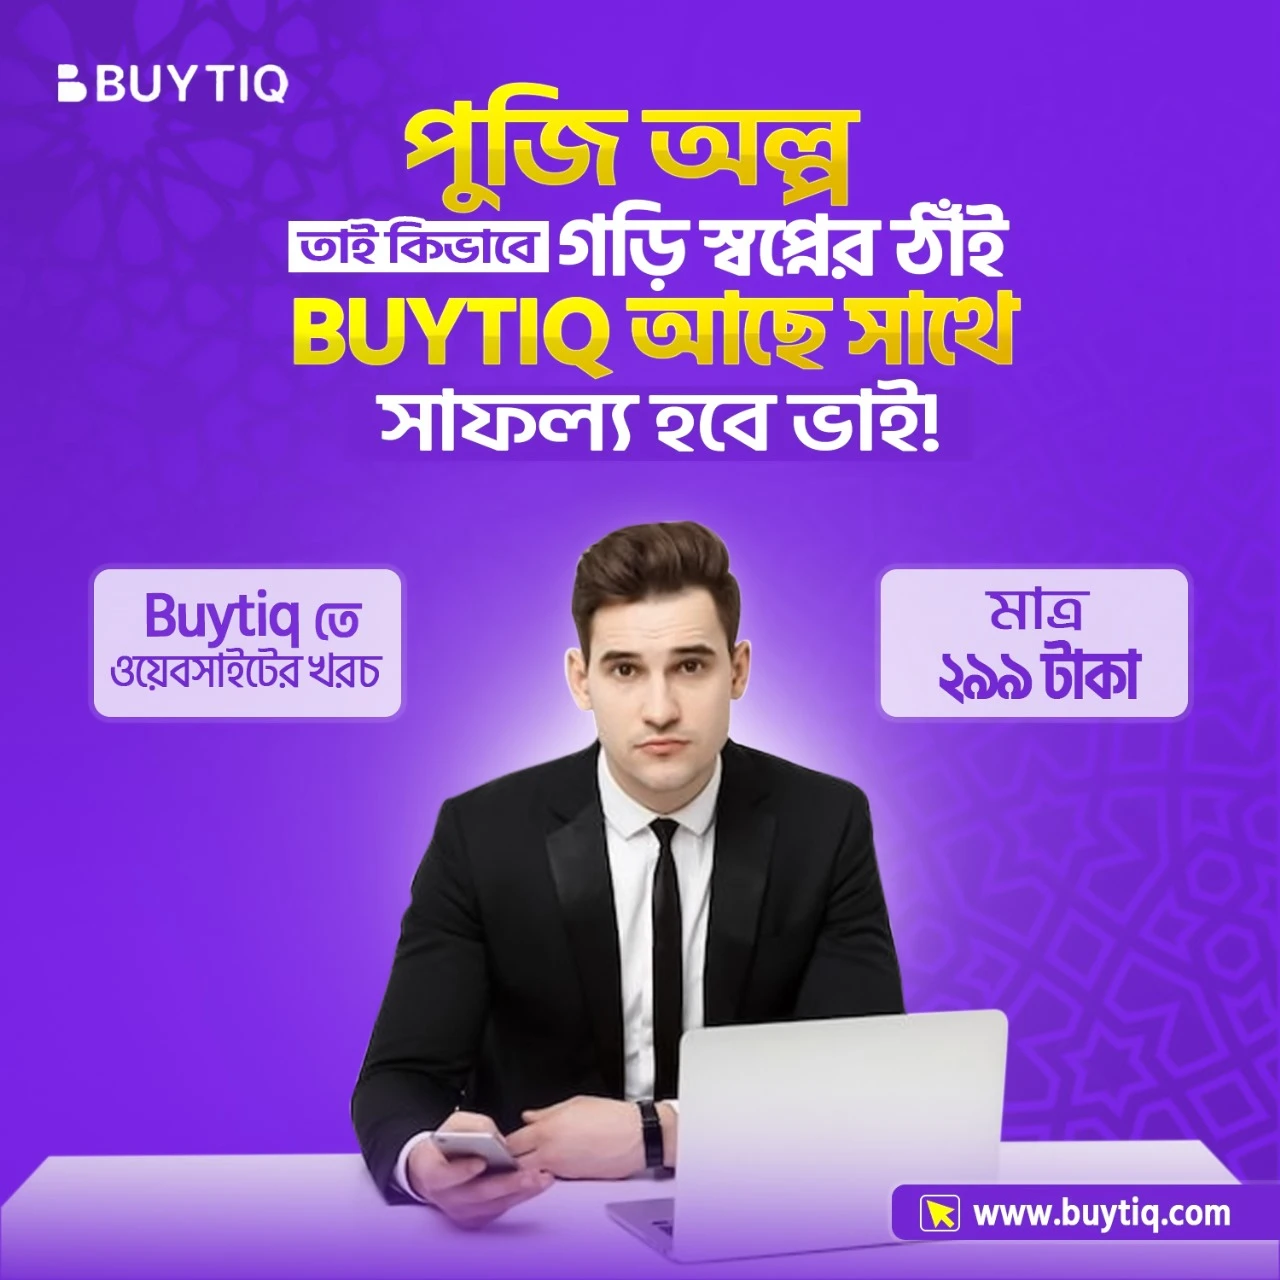 BUYTIQ
পুজি অল্প
তাই কিভাবে গড়ি স্বপ্নের ঠাঁই
BUYTIQ আছে সাথে
সাফল্য হবে ভাই!
Buytiq তে
ওয়েবসাইটের খরচ
মাত্র
২৯৯ টাকা
www.buytiq.com